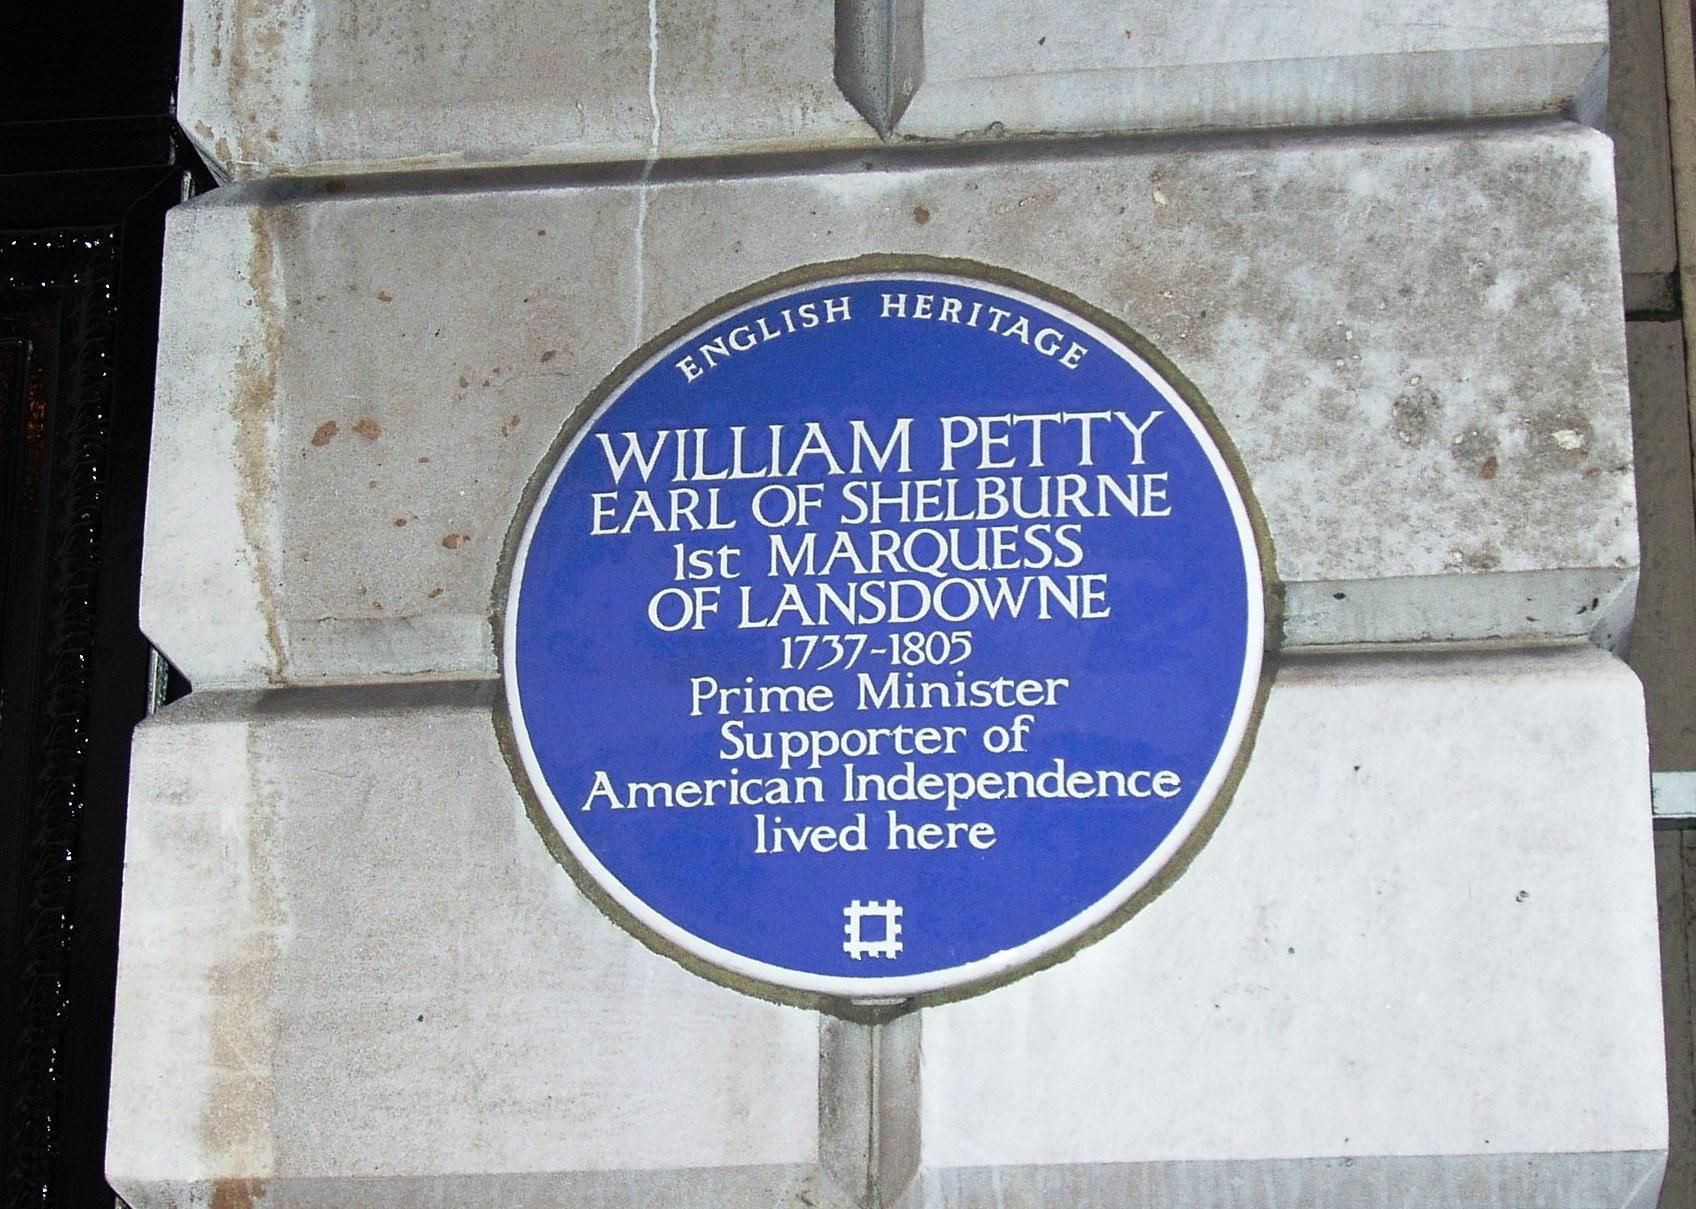 ENGLISH HERITAGE
WILLIAM PETTY
EARL OF SHELBURNE
1st MARQUESS
OF LANSDOWNE
1737-1805
Prime Minister
Supporter of
American Independence
lived here